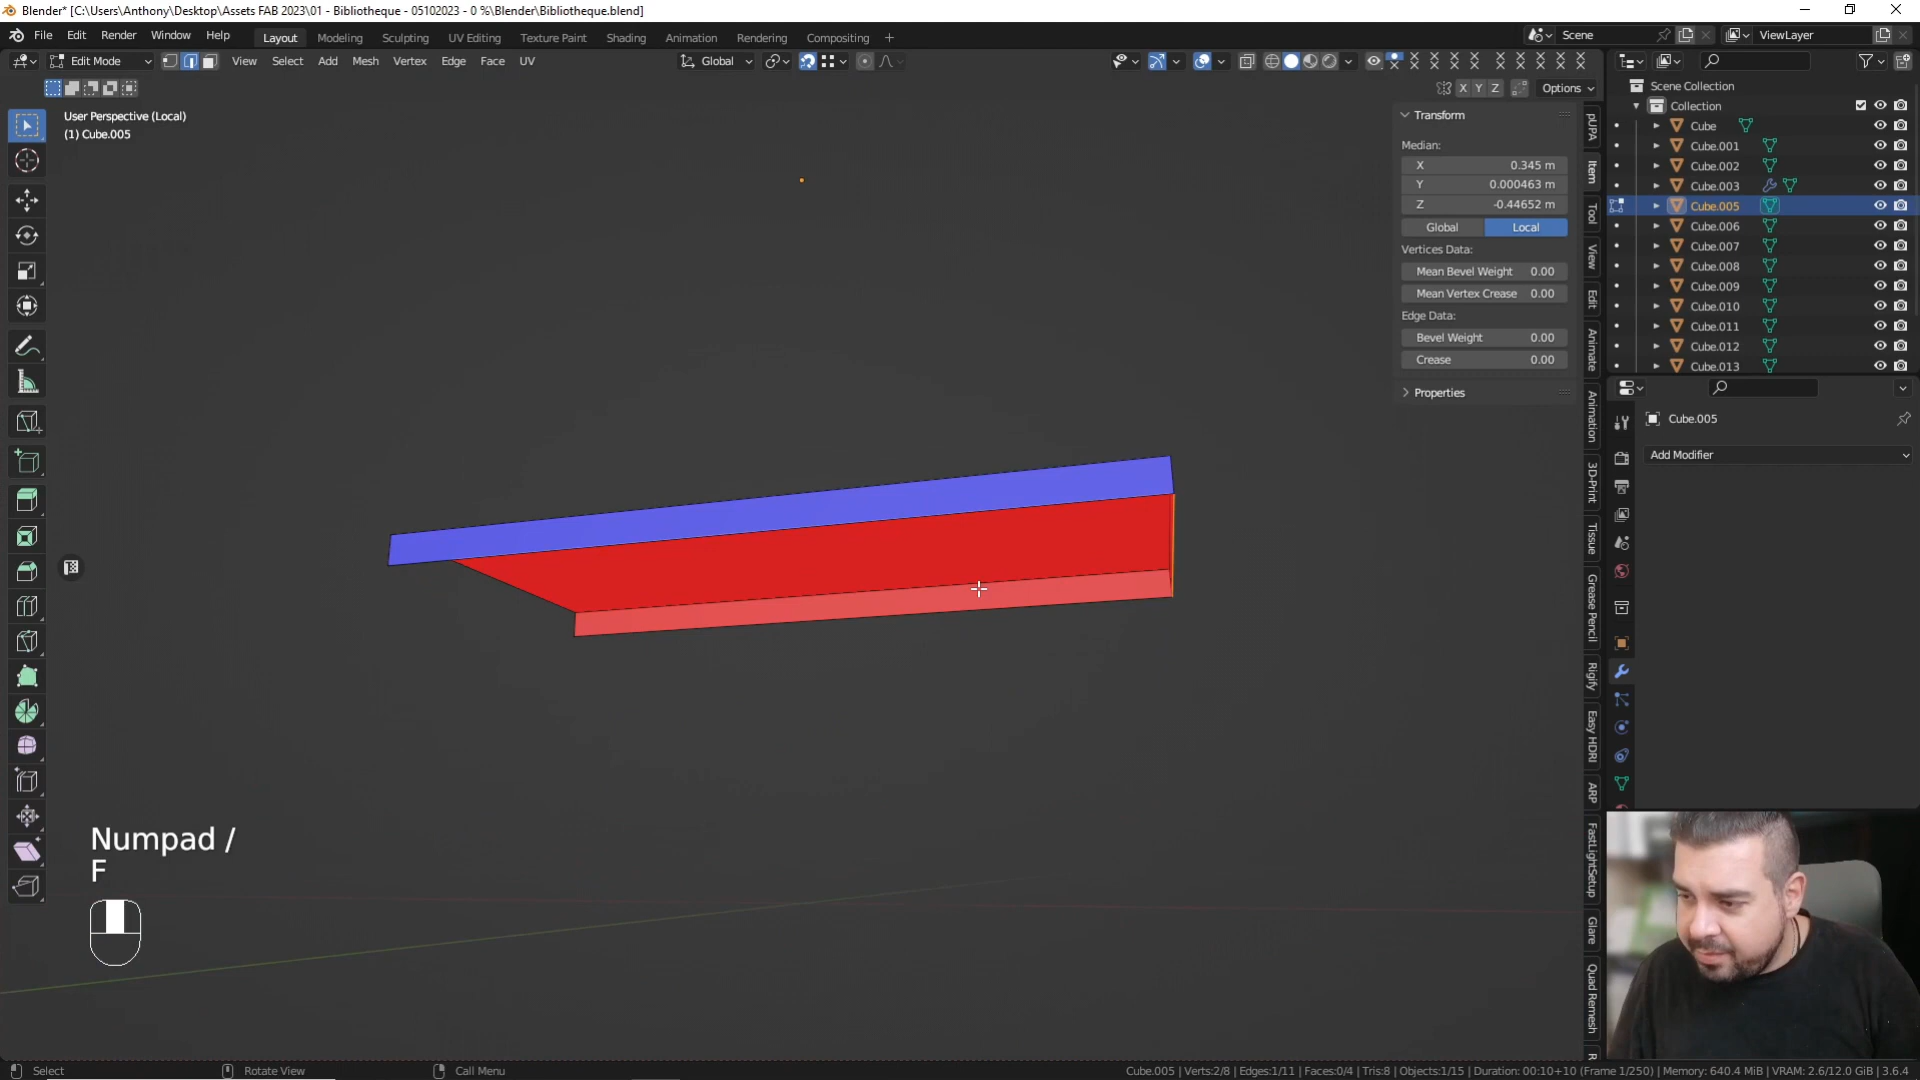 Blender* [C:\Users\Anthony\Desktop\Assets FAB 2023\01 - Bibliotheque - 05102023 - 0 %\Blender\Bibliotheque.blend]
File Edit Render Window Help Layout Modeling Sculpting UV Editing Texture Paint Shading Animation Rendering Compositing + Scene ViewLayer
Edit Mode View Select Add Mesh Vertex Edge Face UV Global
X Y Z Options
User Perspective (Local)
(1) Cube.005
Transform
Median:
X 0.345 m
Y 0.000463 m
Z -0.44652 m
Global Local
Vertices Data:
Mean Bevel Weight 0.00
Mean Vertex Crease 0.00
Edge Data:
Bevel Weight 0.00
Crease 0.00
Properties
pUPA
Item
Tool
View
Edit
Animate
Animation
3D-Print
Tissue
Grease Pencil
Rigify
Easy HDRI
ARP
FastLightSetup
Glare
Quad Remesh
R
Scene Collection
Collection
Cube
Cube.001
Cube.002
Cube.003
Cube.005
Cube.006
Cube.007
Cube.008
Cube.009
Cube.010
Cube.011
Cube.012
Cube.013
Cube.005
Add Modifier
Numpad /
F
Select Rotate View Call Menu Cube.005 | Verts:2/8 | Edges:1/11 | Faces:0/4 | Tris:8 | Objects:1/15 | Duration: 00:10+10 (Frame 1/250) | Memory: 640.4 MiB | VRAM: 2.6/12.0 GiB | 3.6.4